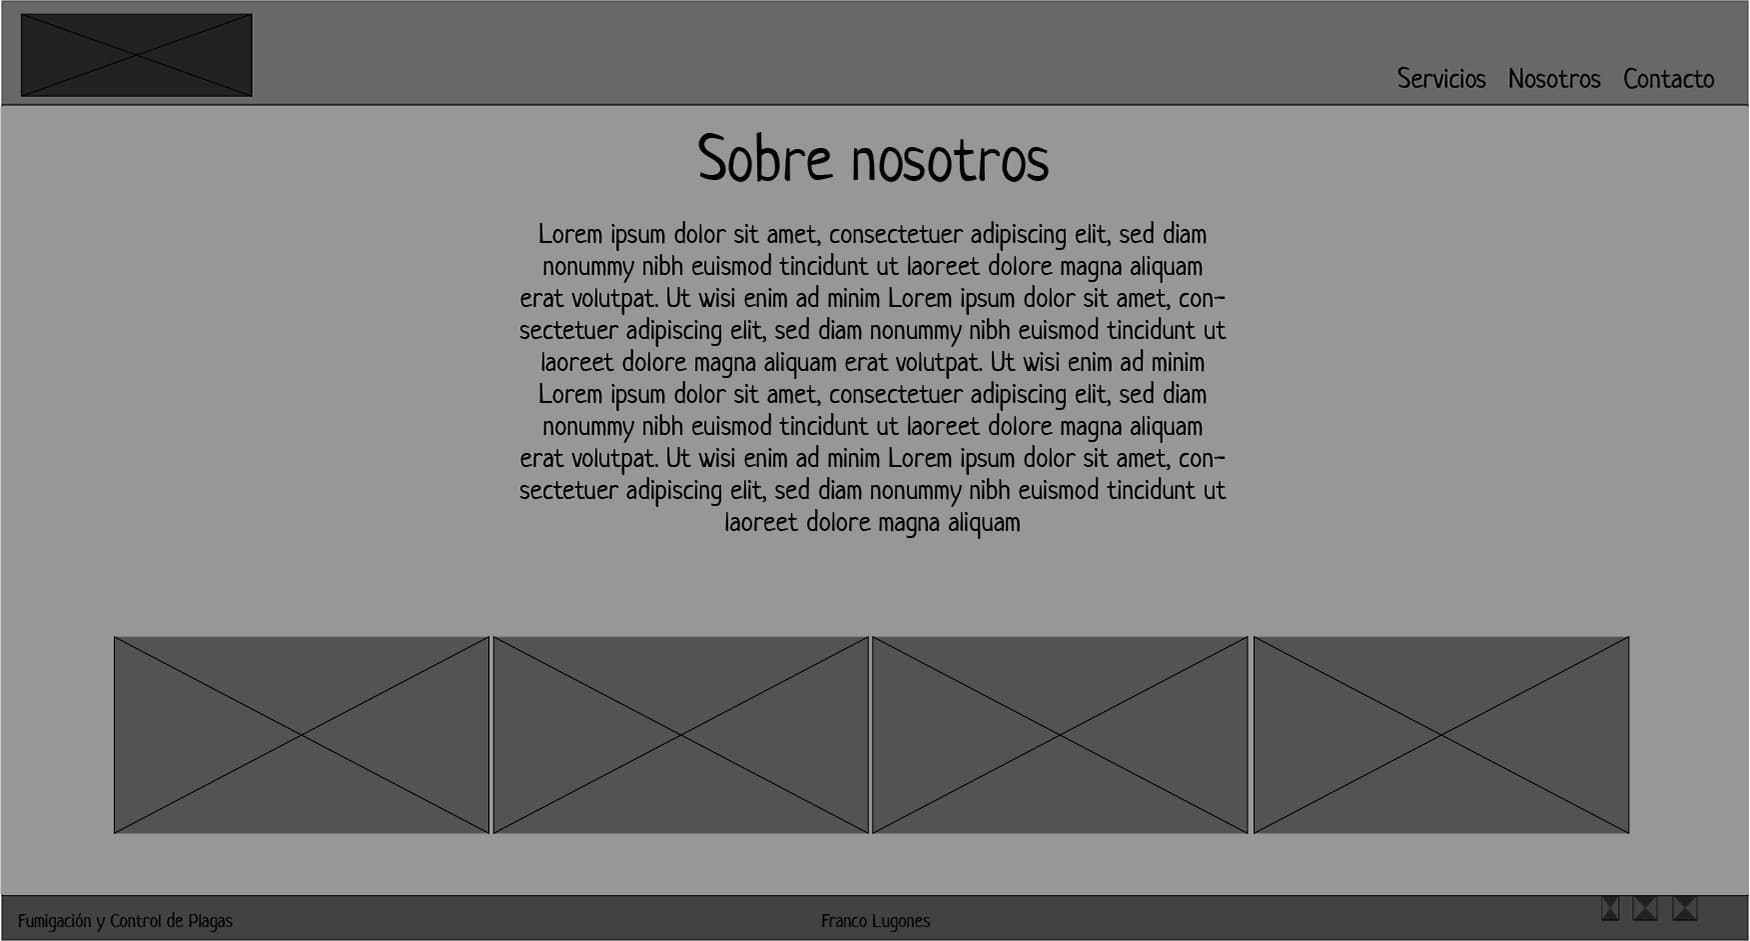 Servicios Nosotros Contacto
Sobre nosotros
Lorem ipsum dolor sit amet, consectetuer adipiscing elit, sed diam
nonummy nibh euismod tincidunt ut laoreet dolore magna aliquam
erat volutpat. Ut wisi enim ad minim Lorem ipsum dolor sit amet, con-
sectetuer adipiscing elit, sed diam nonummy nibh euismod tincidunt ut
laoreet dolore magna aliquam erat volutpat. Ut wisi enim ad minim
Lorem ipsum dolor sit amet, consectetuer adipiscing elit, sed diam
nonummy nibh euismod tincidunt ut laoreet dolore magna aliquam
erat volutpat. Ut wisi enim ad minim Lorem ipsum dolor sit amet, con-
sectetuer adipiscing elit, sed diam nonummy nibh euismod tincidunt ut
laoreet dolore magna aliquam
Fumigación y Control de Plagas
Franco Lugones